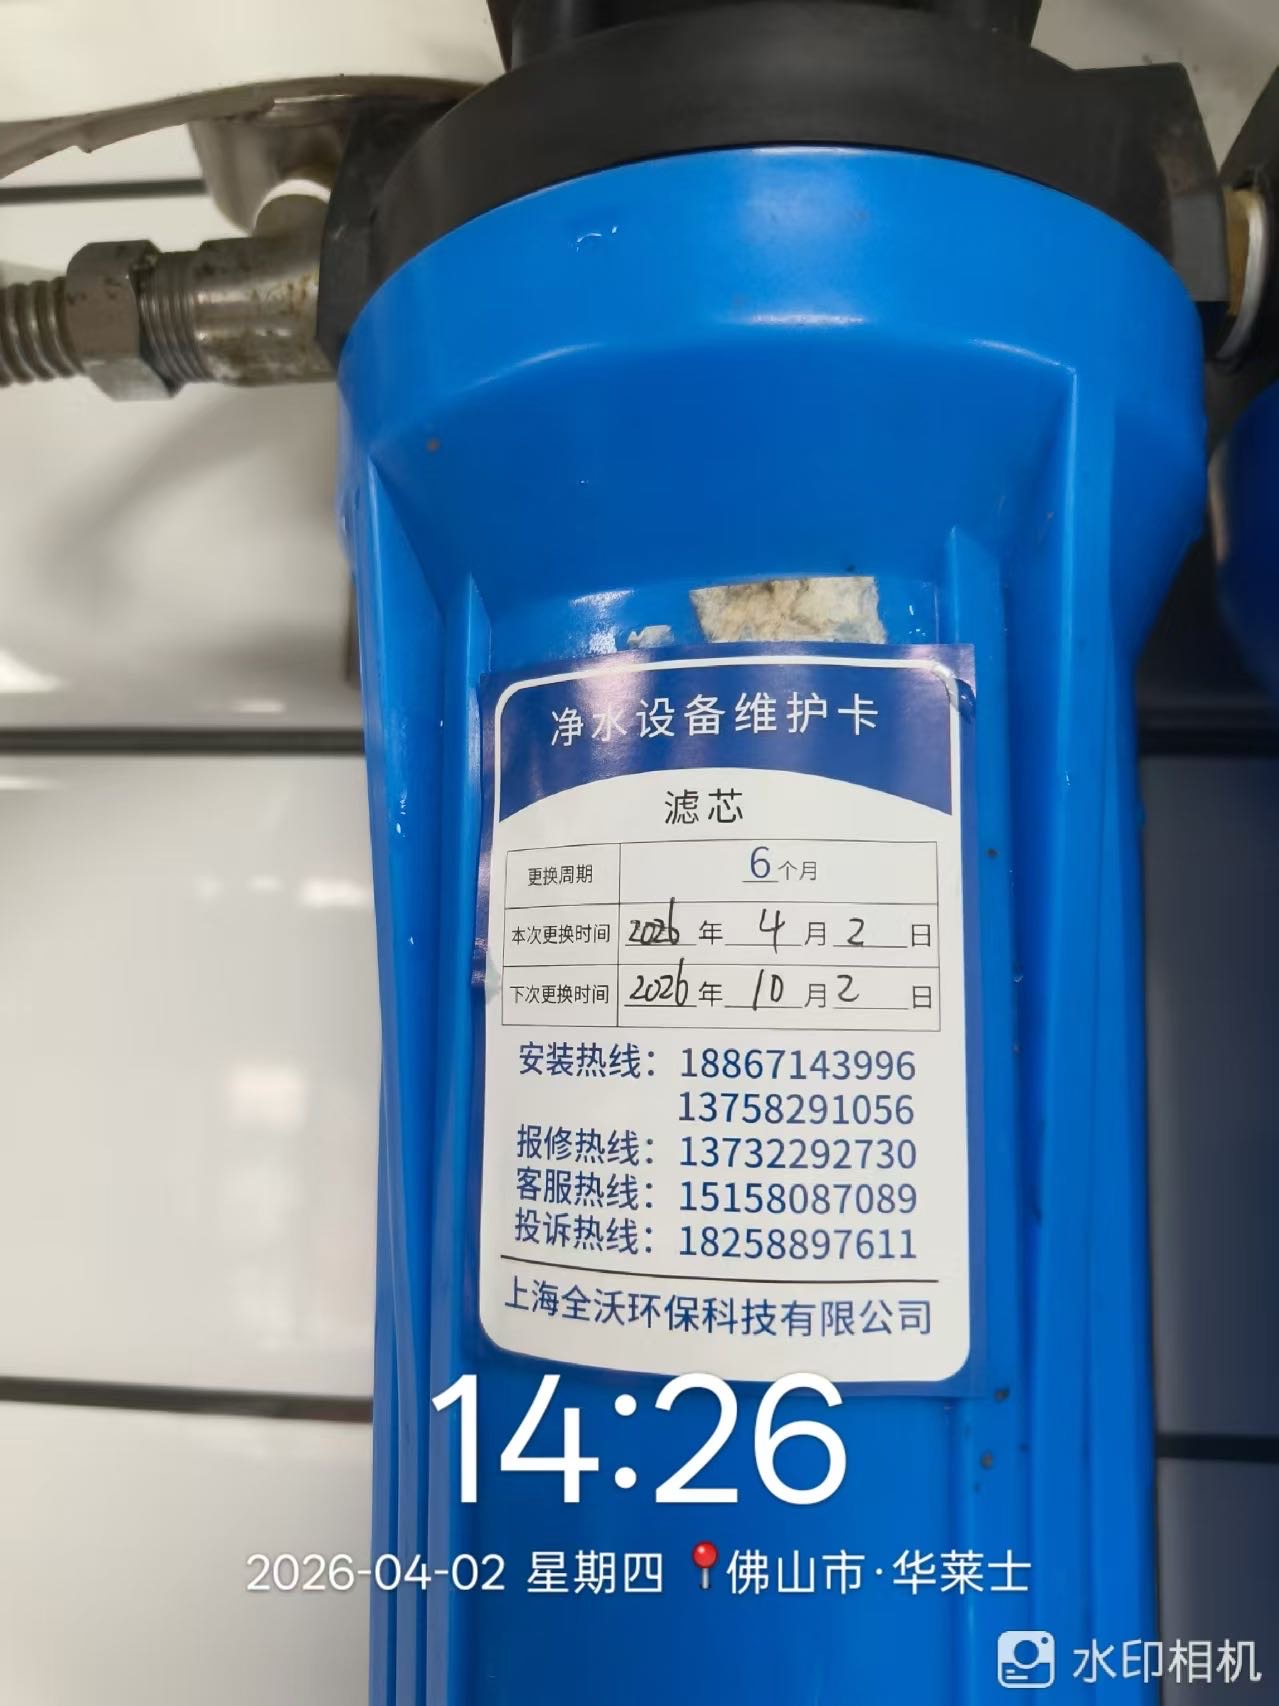 净水设备维护卡
滤芯
更换周期 6个月
本次更换时间 2026年4月2日
下次更换时间 2026年10月2日
安装热线：18867143996
13758291056
报修热线：13732292730
客服热线：15158087089
投诉热线：18258897611
上海全沃环保科技有限公司
14:26
2026-04-02 星期四 佛山市·华莱士
水印相机